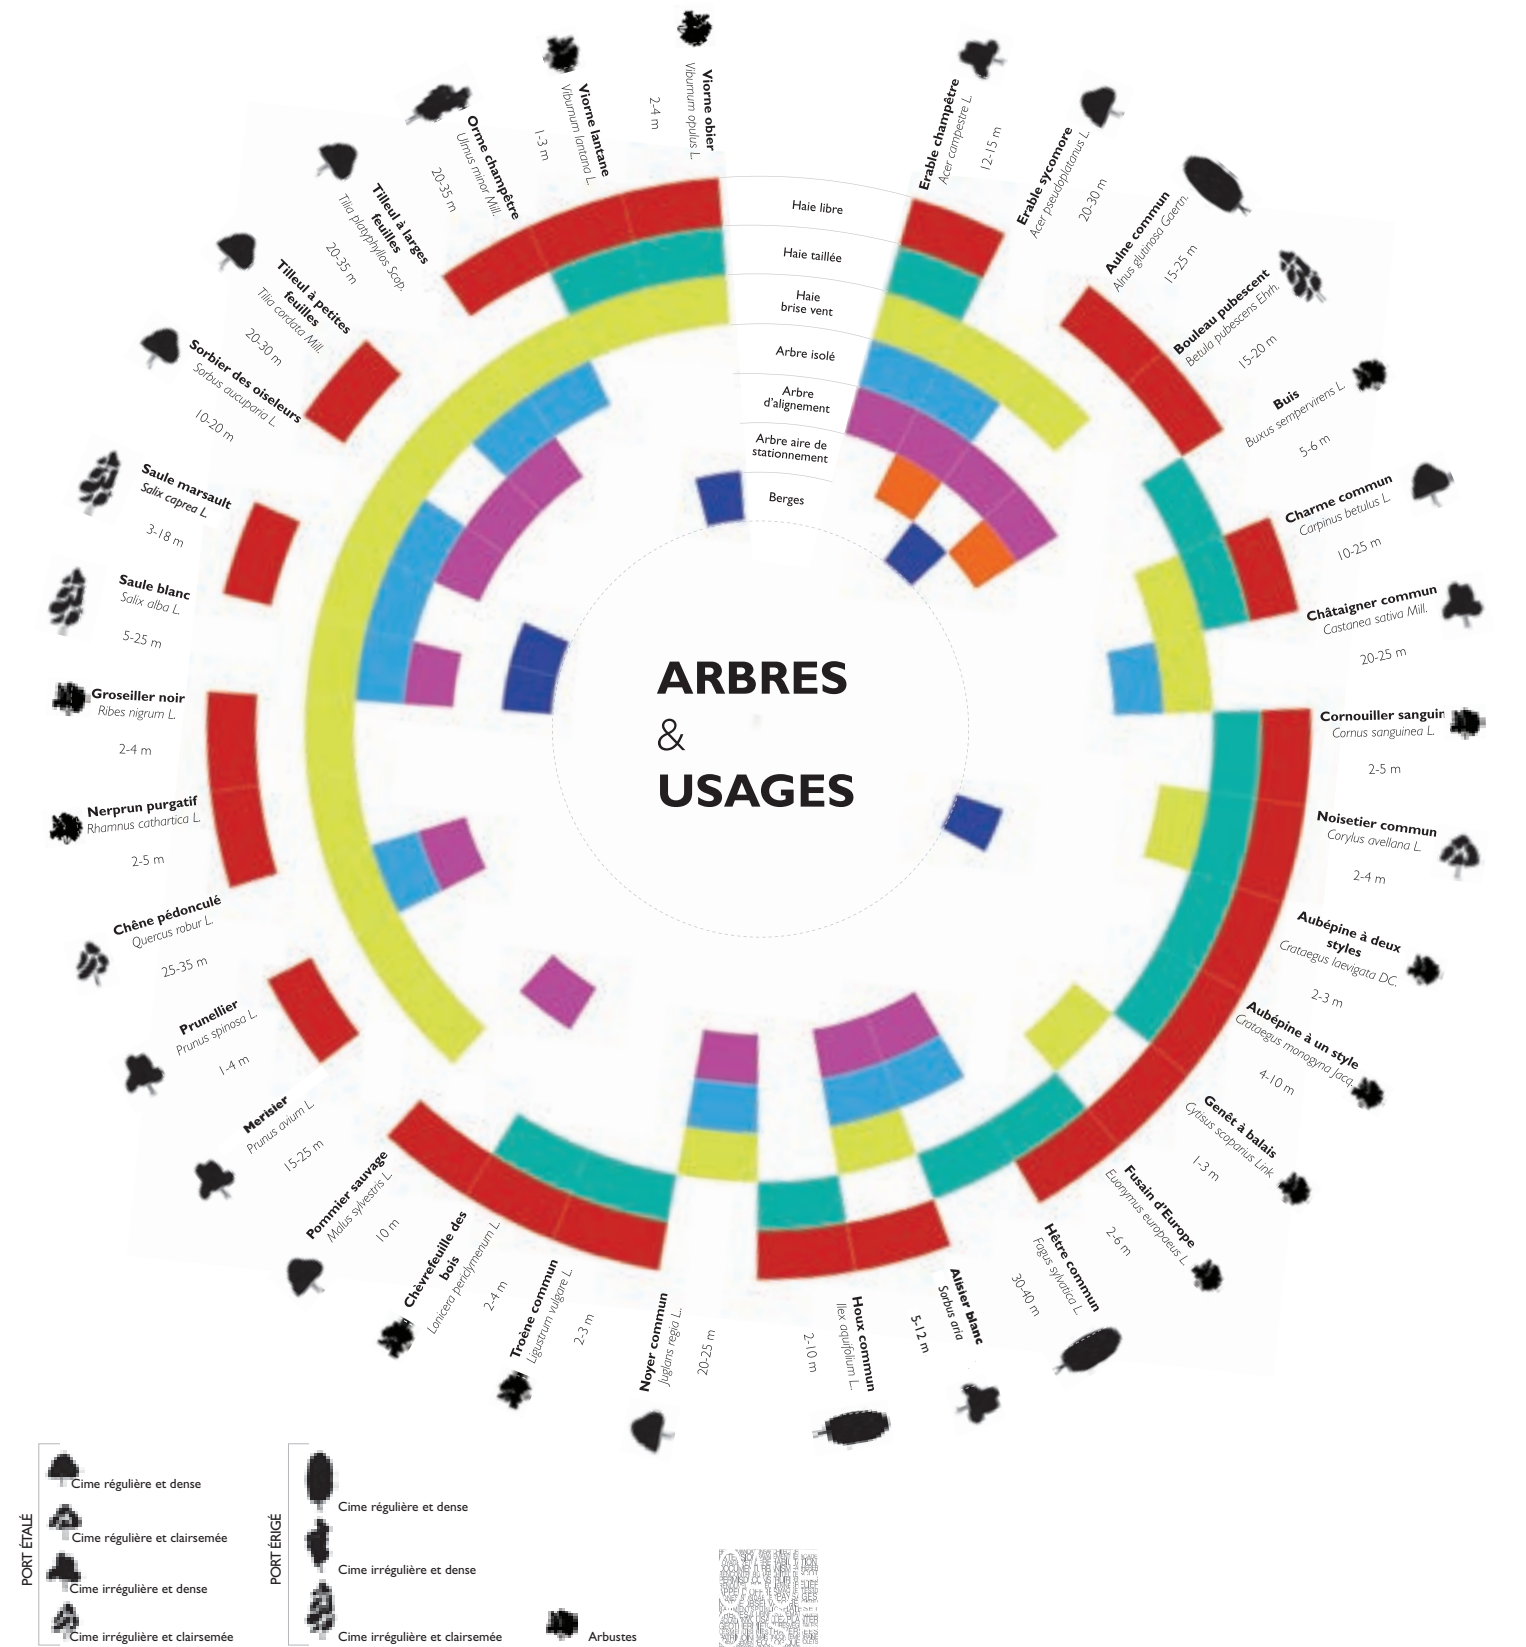 Viorne obier
Viburnum opulus L.
2-4 m
Erable champêtre
Acer campestre L.
12-15 m
Erable sycomore
Acer pseudoplatanus L.
20-30 m
Aulne commun
Alnus glutinosa Gaertn.
15-25 m
Bouleau pubescent
Betula pubescens Ehrh.
15-20 m
Buis
Buxus sempervirens L.
5-6 m
Charme commun
Carpinus betulus L.
10-25 m
Châtaigner commun
Castanea sativa Mill.
20-25 m
Cornouiller sanguin
Cornus sanguinea L.
2-5 m
Noisetier commun
Corylus avellana L.
2-4 m
Aubépine à deux
styles
Crataegus laevigata DC.
2-3 m
Aubépine à un style
Crataegus monogyna Jacq.
4-10 m
Genêt à balais
Cytisus scoparius Link
1-3 m
Fusain d'Europe
Euonymus europaeus L.
2-6 m
Hêtre commun
Fagus sylvatica L.
30-40 m
Alisier blanc
Sorbus aria
5-12 m
Houx commun
Ilex aquifolium L.
2-10 m
Noyer commun
Juglans regia L.
20-25 m
Troène commun
Ligustrum vulgare L.
2-3 m
Chèvrefeuille des
bois
Lonicera periclymenum L.
2-4 m
Pommier sauvage
Malus sylvestris L.
10 m
Merisier
Prunus avium L.
15-25 m
Prunellier
Prunus spinosa L.
1-4 m
Chêne pédonculé
Quercus robur L.
25-35 m
Nerprun purgatif
Rhamnus cathartica L.
2-5 m
Groseiller noir
Ribes nigrum L.
2-4 m
Saule blanc
Salix alba L.
5-25 m
Saule marsault
Salix caprea L.
3-18 m
Sorbier des oiseleurs
Sorbus aucuparia L.
10-20 m
Tilleul à petites
feuilles
Tilia cordata Mill.
20-30 m
Tilleul à larges
feuilles
Tilia platyphyllos Scop.
20-35 m
Orme champêtre
Ulmus minor Mill.
20-35 m
Viorne lantane
Viburnum lantana L.
1-3 m
Haie libre
Haie taillée
Haie
brise vent
Arbre isolé
Arbre
d'alignement
Arbre aire de
stationnement
Berges
ARBRES
&
USAGES
PORT ÉTALÉ
Cime régulière et dense
Cime régulière et clairsemée
Cime irrégulière et dense
Cime irrégulière et clairsemée
PORT ÉRIGÉ
Cime régulière et dense
Cime irrégulière et dense
Cime irrégulière et clairsemée
Arbustes